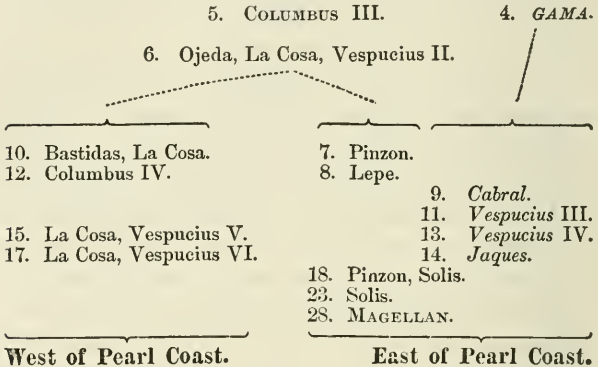 5. Columbus III. 4. GAMA.
6. Ojeda, La Cosa, Vespucius II.
10. Bastidas, La Cosa. 7. Pinzon.
12. Columbus IV. 8. Lepe.
9. Cabral.
11. Vespucius III.
15. La Cosa, Vespucius V. 13. Vespucius IV.
17. La Cosa, Vespucius VI. 14. Jaques.
18. Pinzon, Solis.
23. Solis.
28. Magellan.
West of Pearl Coast. East of Pearl Coast.